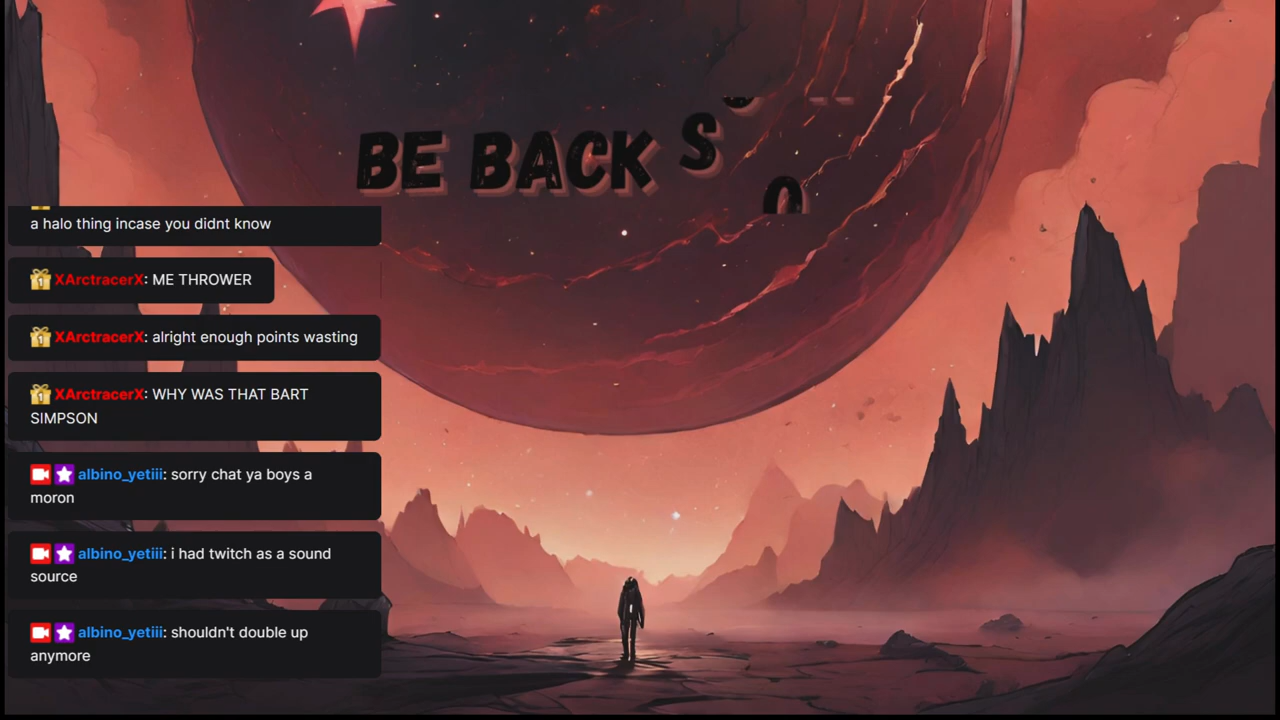 BE BACK S
a halo thing incase you didnt know
XArctracerX: ME THROWER
XArctracerX: alright enough points wasting
XArctracerX: WHY WAS THAT BART
SIMPSON
albino_yetiii: sorry chat ya boys a
moron
albino_yetiii: i had twitch as a sound
source
albino_yetiii: shouldn't double up
anymore